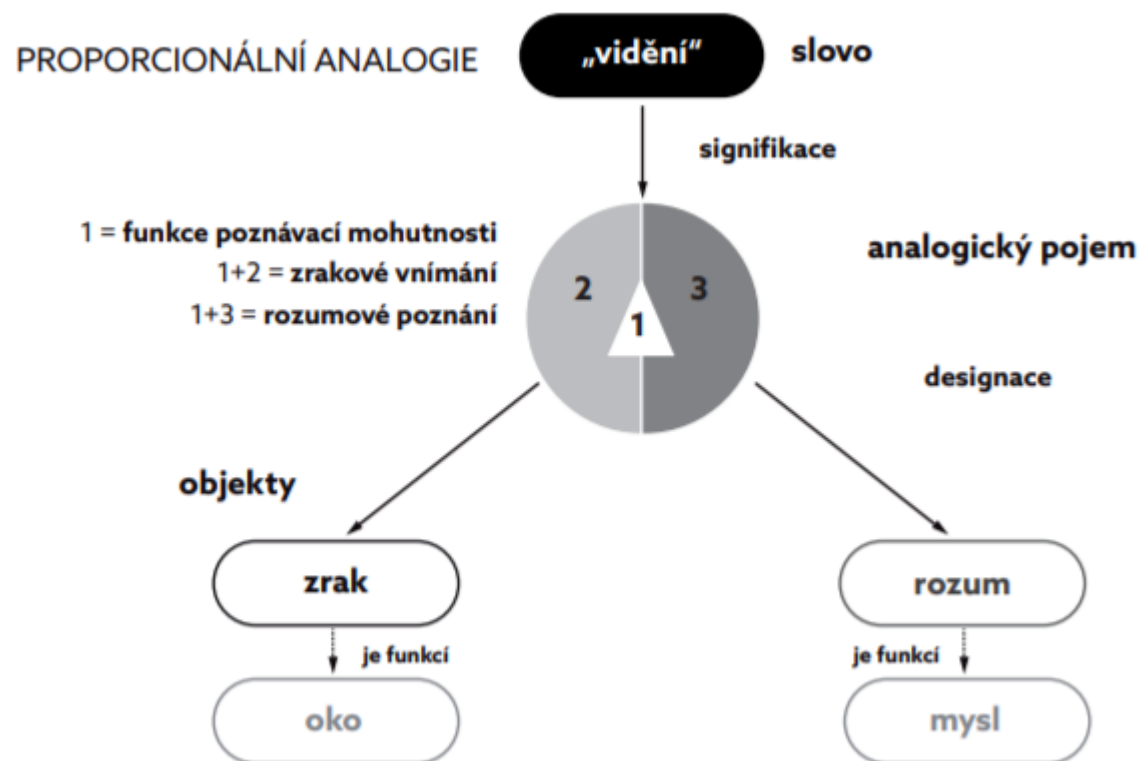 PROPORCIONÁLNÍ ANALOGIE
„vidění“
slovo
signifikace
1 = funkce poznávací mohutnosti
1+2 = zrakové vnímání
1+3 = rozumové poznání
analogický pojem
2
3
1
designace
objekty
zrak
rozum
je funkcí
je funkcí
oko
mysl